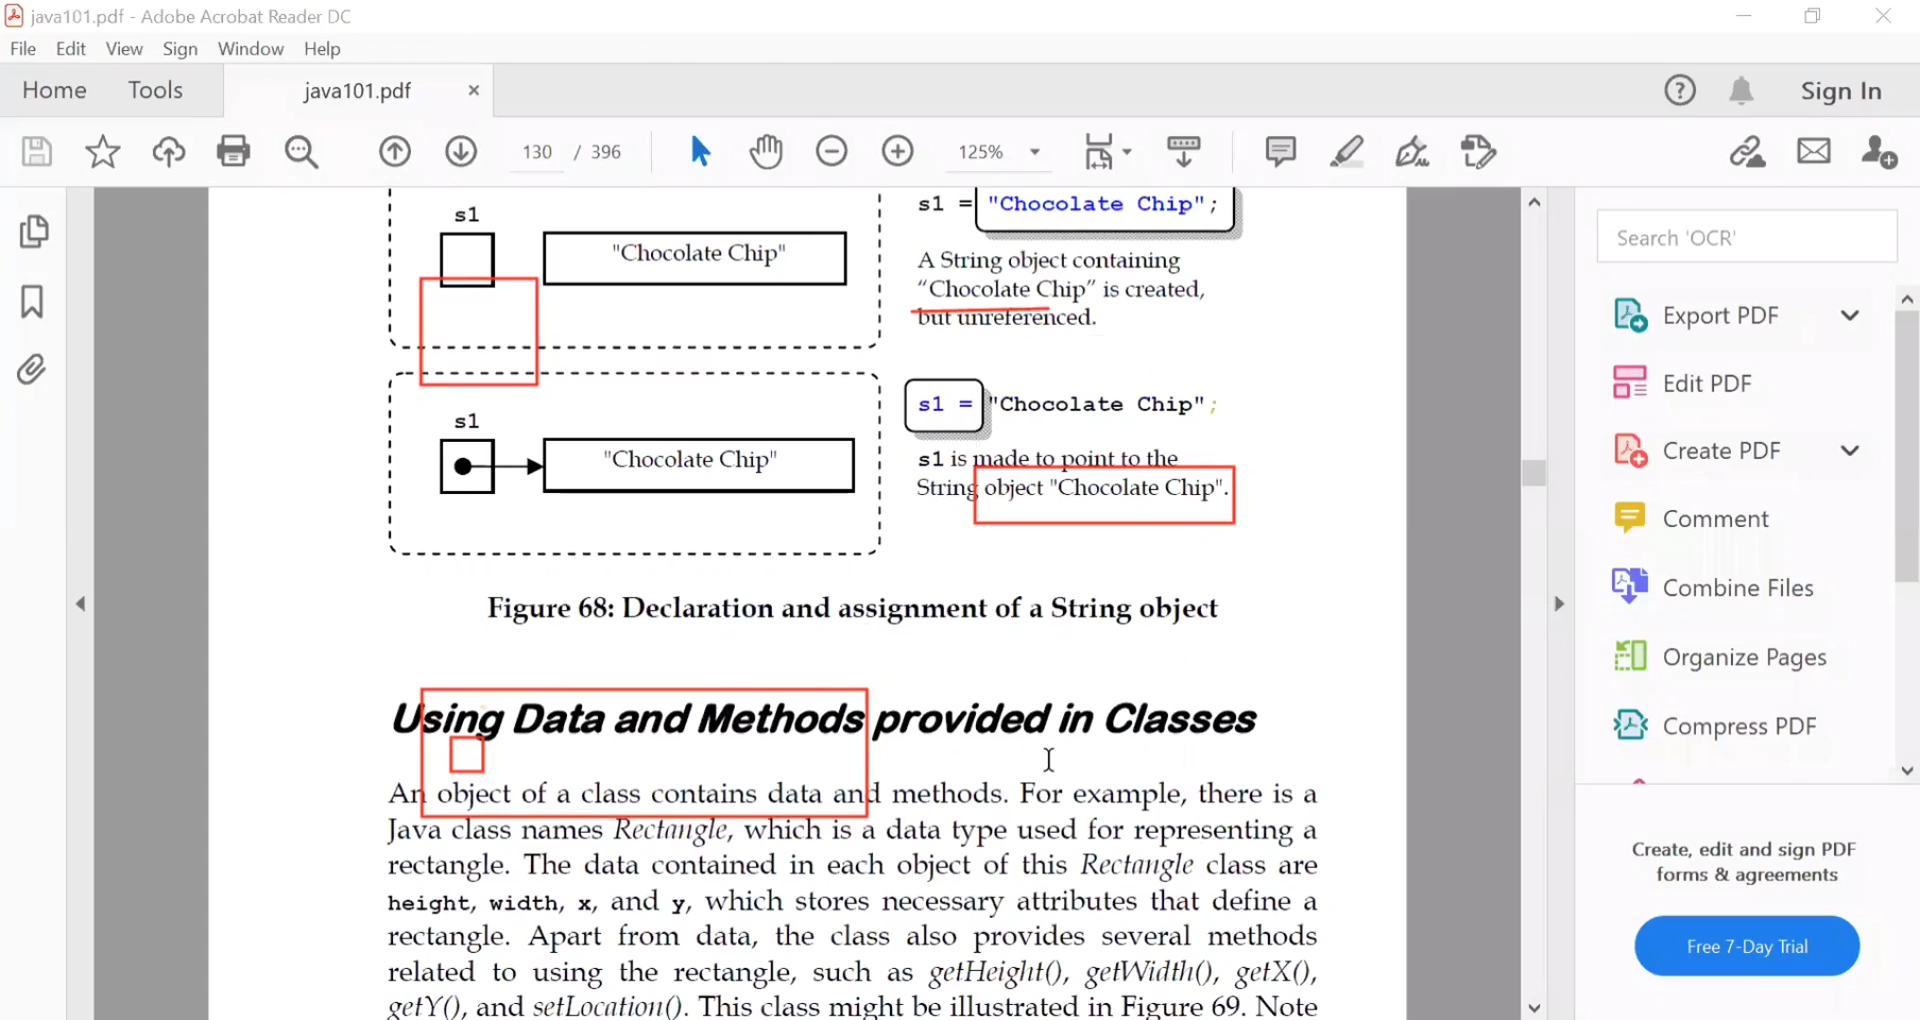 java101.pdf - Adobe Acrobat Reader DC
File Edit View Sign Window Help
Home Tools java101.pdf × Sign In
130 / 396 125%
s1
"Chocolate Chip"
s1 = "Chocolate Chip";
A String object containing
“Chocolate Chip” is created,
but unreferenced.
s1
"Chocolate Chip"
s1 = "Chocolate Chip";
s1 is made to point to the
String object "Chocolate Chip".
Figure 68: Declaration and assignment of a String object
Using Data and Methods provided in Classes
An object of a class contains data and methods. For example, there is a
Java class names Rectangle, which is a data type used for representing a
rectangle. The data contained in each object of this Rectangle class are
height, width, x, and y, which stores necessary attributes that define a
rectangle. Apart from data, the class also provides several methods
related to using the rectangle, such as getHeight(), getWidth(), getX(),
getY(), and setLocation(). This class might be illustrated in Figure 69. Note
Search 'OCR'
Export PDF
Edit PDF
Create PDF
Comment
Combine Files
Organize Pages
Compress PDF
Create, edit and sign PDF
forms & agreements
Free 7-Day Trial